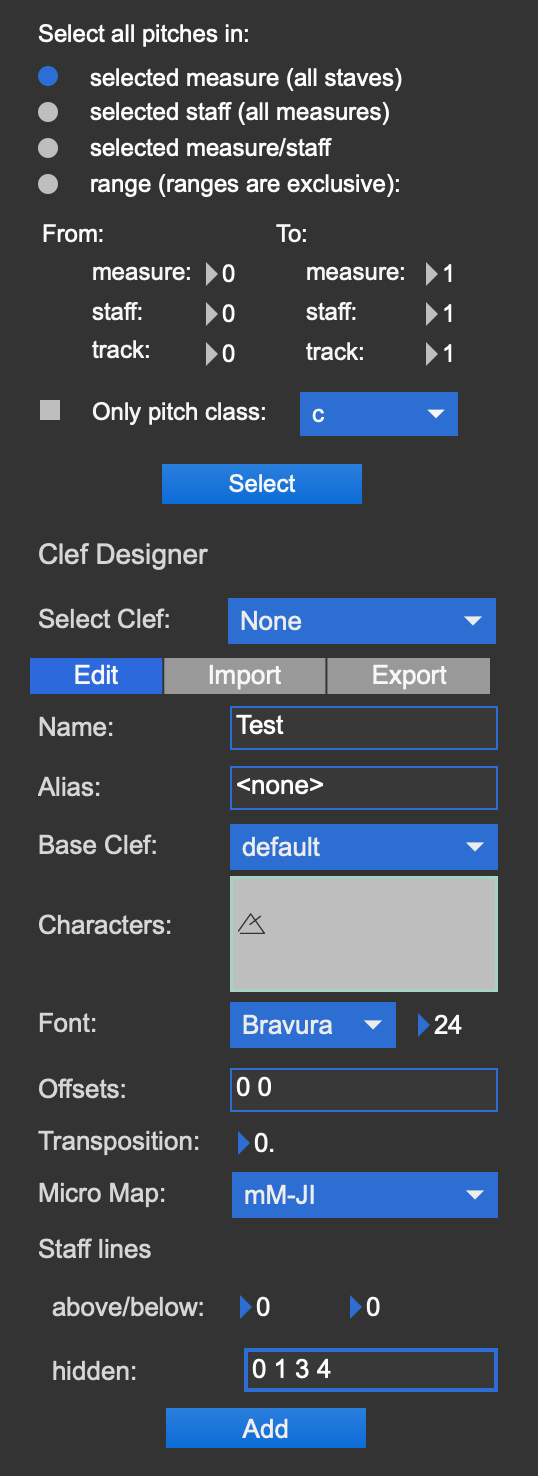 Select all pitches in:
selected measure (all staves)
selected staff (all measures)
selected measure/staff
range (ranges are exclusive):
From: To:
measure: 0 measure: 1
staff: 0 staff: 1
track: 0 track: 1
Only pitch class: c
Select
Clef Designer
Select Clef: None
Edit Import Export
Name: Test
Alias: <none>
Base Clef: default
Characters:
Font: Bravura 24
Offsets: 0 0
Transposition: 0.
Micro Map: mM-JI
Staff lines
above/below: 0 0
hidden: 0 1 3 4
Add